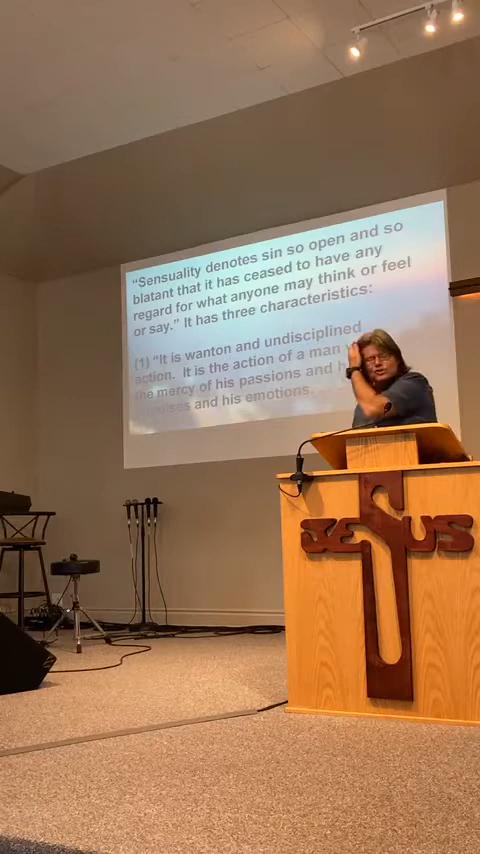 “Sensuality denotes sin so open and so
blatant that it has ceased to have any
regard for what anyone may think or feel
or say.” It has three characteristics:
(1) “It is wanton and undisciplined
action. It is the action of a man
the mercy of his passions and
and his emotions.
JESUS